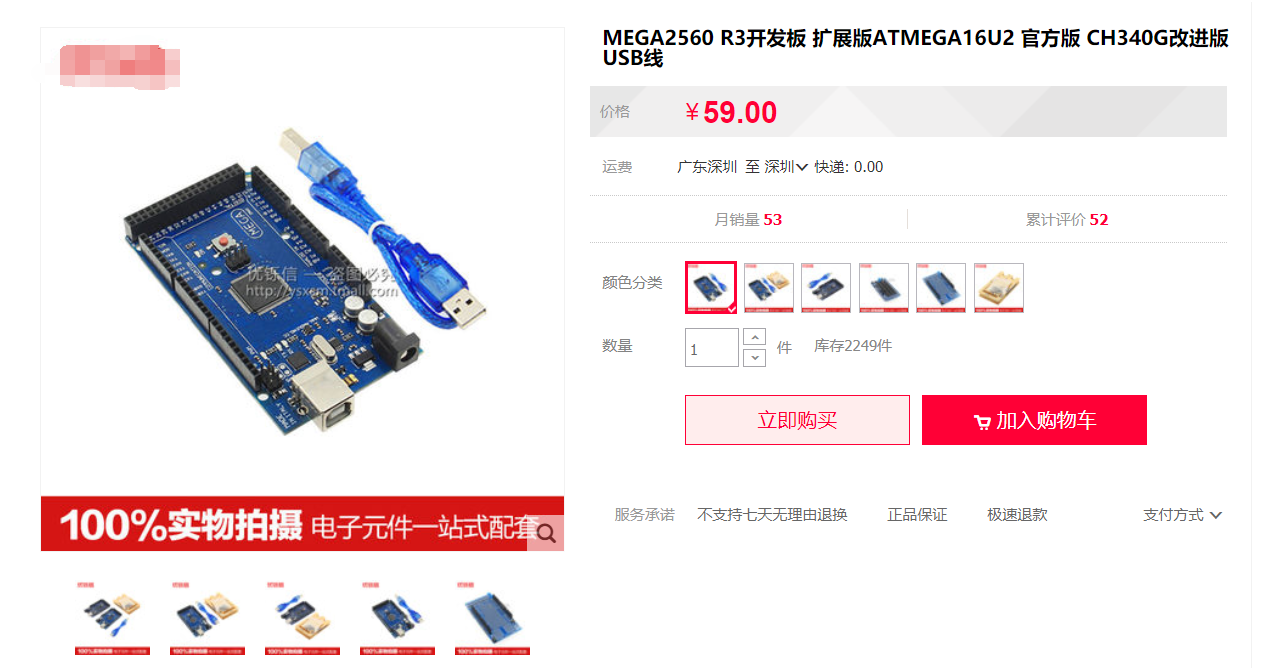 MEGA2560 R3开发板 扩展版ATMEGA16U2 官方版 CH340G改进版
USB线
价格 ¥59.00
运费 广东深圳 至 深圳 快递: 0.00
月销量 53 累计评价 52
颜色分类
数量 1 件 库存2249件
立即购买 加入购物车
服务承诺 不支持七天无理由退换 正品保证 极速退款 支付方式
MEGA
优铄信 一 盗图必究
http://ysxcmxtmall.com
100%实物拍摄 电子元件一站式配套